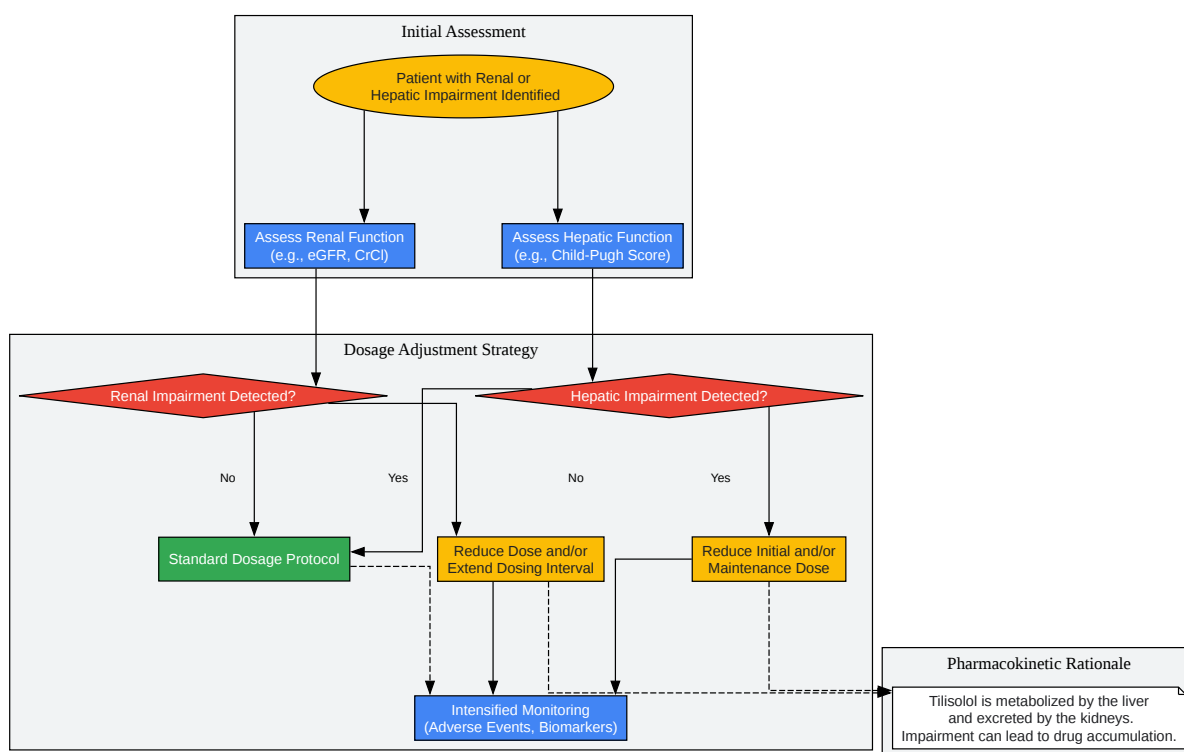 Initial Assessment
Patient with Renal or
Hepatic Impairment Identified
Assess Renal Function
(e.g., eGFR, CrCl)
Assess Hepatic Function
(e.g., Child-Pugh Score)
Dosage Adjustment Strategy
Renal Impairment Detected?
Hepatic Impairment Detected?
No
Yes
No
Yes
Standard Dosage Protocol
Reduce Dose and/or
Extend Dosing Interval
Reduce Initial and/or
Maintenance Dose
Intensified Monitoring
(Adverse Events, Biomarkers)
Pharmacokinetic Rationale
Tilisolol is metabolized by the liver
and excreted by the kidneys.
Impairment can lead to drug accumulation.